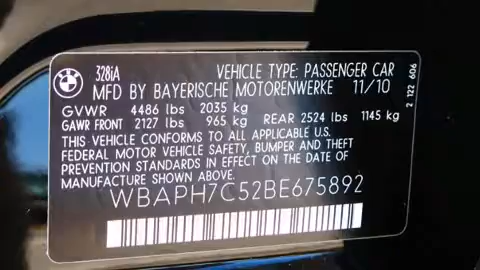 BMW
328iA VEHICLE TYPE: PASSENGER CAR
MFD BY BAYERISCHE MOTORENWERKE 11/10
GVWR 4486 lbs 2035 kg
GAWR FRONT 2127 lbs 965 kg REAR 2524 lbs 1145 kg
THIS VEHICLE CONFORMS TO ALL APPLICABLE U.S.
FEDERAL MOTOR VEHICLE SAFETY, BUMPER AND THEFT
PREVENTION STANDARDS IN EFFECT ON THE DATE OF
MANUFACTURE SHOWN ABOVE.
WBAPH7C52BE675892
2 122 606